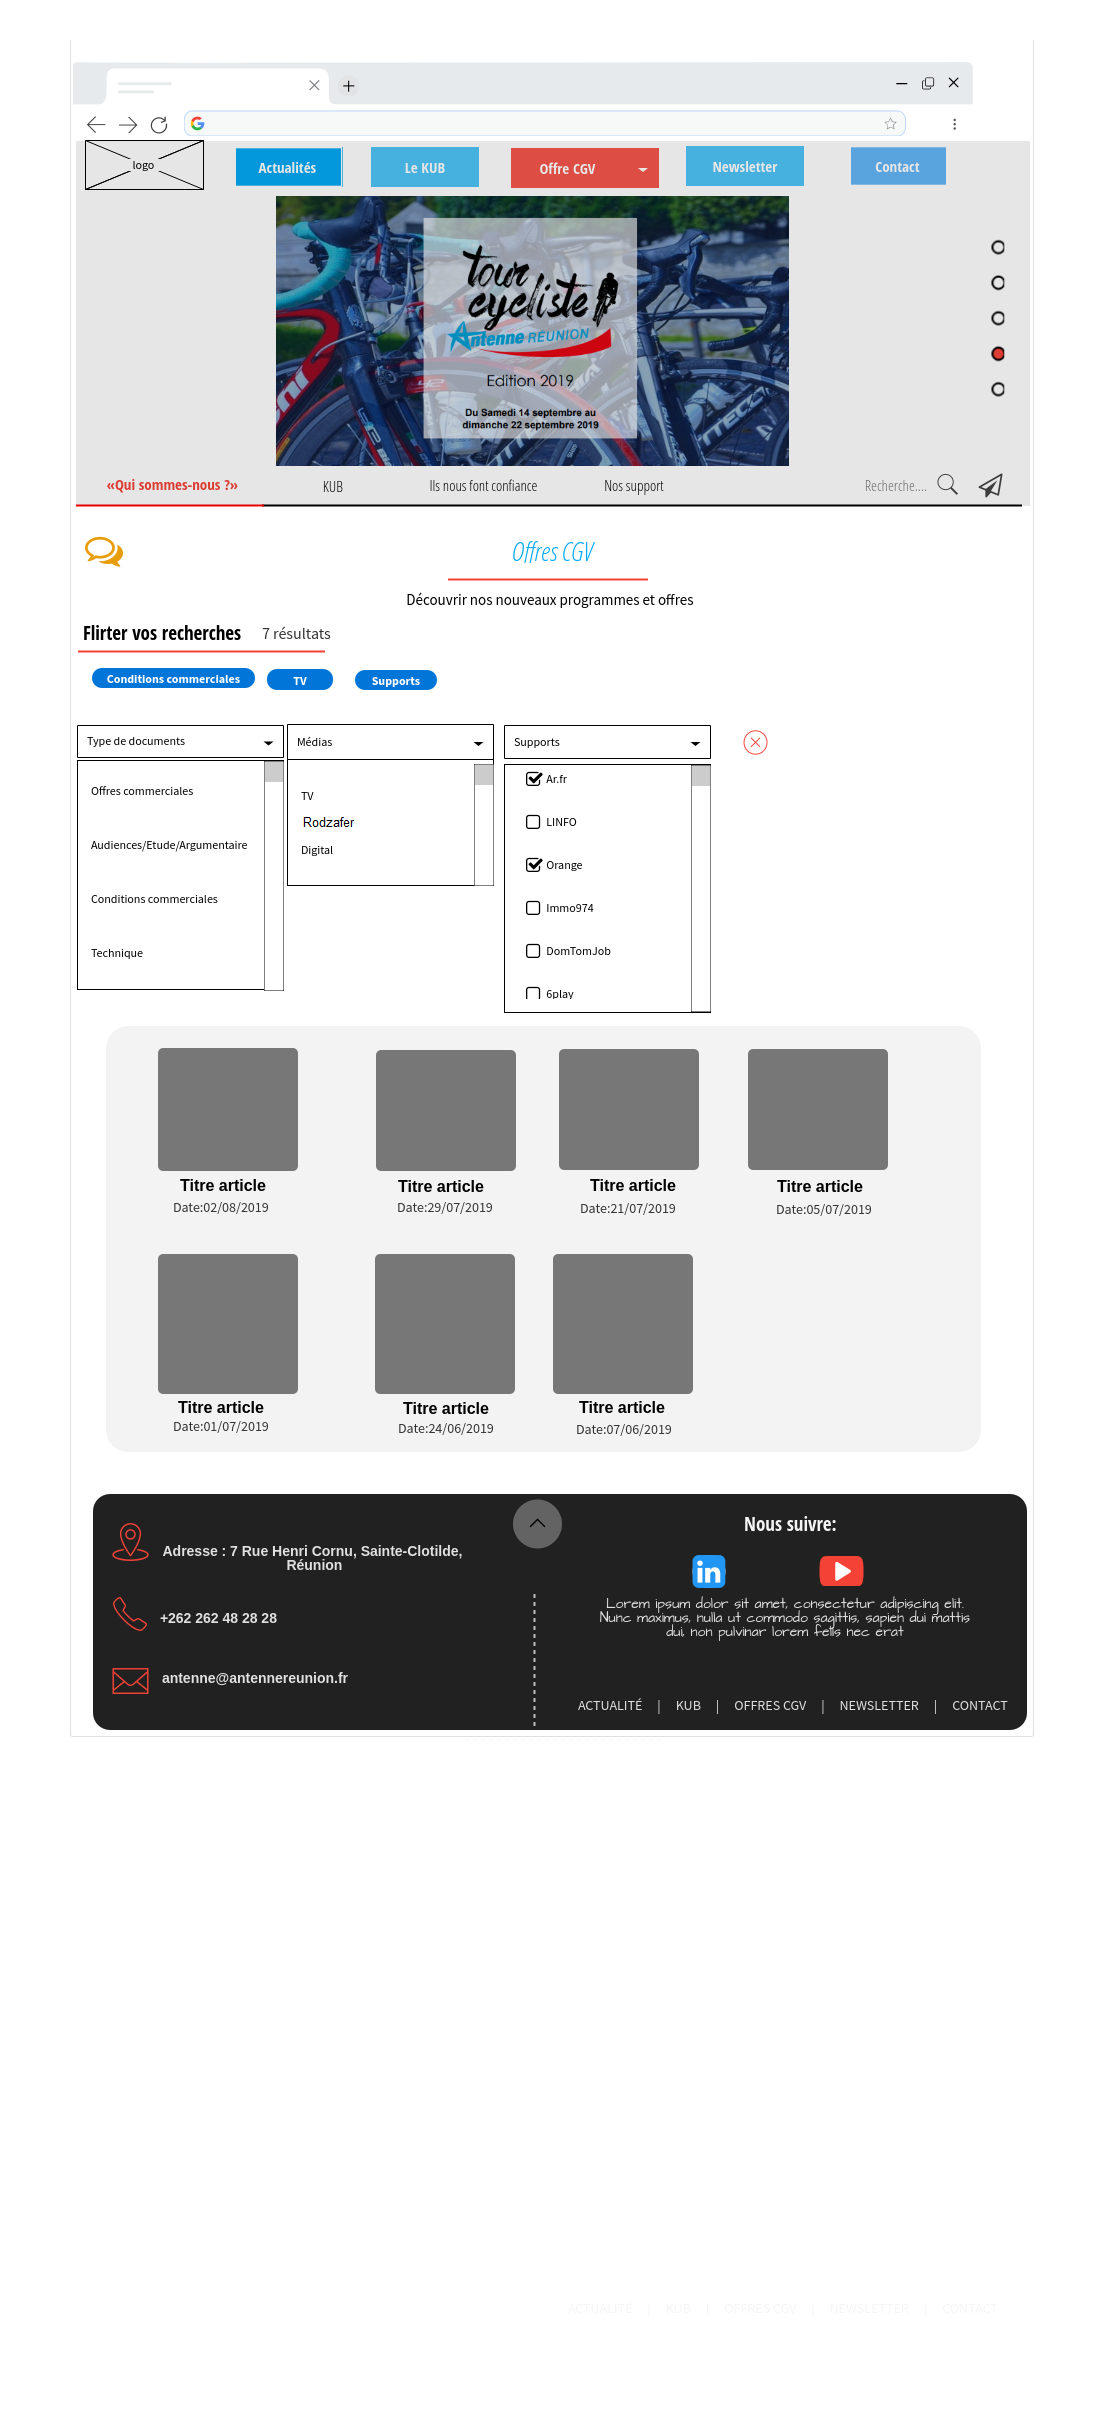 logo
Actualités
Le KUB
Offre CGV
Newsletter
Contact
tour
cycliste
Antenne RÉUNION
Edition 2019
Du Samedi 14 septembre au
dimanche 22 septembre 2019
«Qui sommes-nous ?»
KUB
Ils nous font confiance
Nos support
Recherche....
Offres CGV
Découvrir nos nouveaux programmes et offres
Flirter vos recherches
7 résultats
Conditions commerciales
TV
Supports
Type de documents
Médias
Supports
Offres commerciales
Audiences/Etude/Argumentaire
Conditions commerciales
Technique
TV
Rodzafer
Digital
Ar.fr
LINFO
Orange
Immo974
DomTomJob
6play
Titre article
Date:02/08/2019
Titre article
Date:29/07/2019
Titre article
Date:21/07/2019
Titre article
Date:05/07/2019
Titre article
Date:01/07/2019
Titre article
Date:24/06/2019
Titre article
Date:07/06/2019
Adresse : 7 Rue Henri Cornu, Sainte-Clotilde,
Réunion
+262 262 48 28 28
antenne@antennereunion.fr
Nous suivre:
in
Lorem ipsum dolor sit amet, consectetur adipiscing elit.
Nunc maximus, nulla ut commodo sagittis, sapien dui mattis
dui, non pulvinar lorem felis nec erat
ACTUALITÉ | KUB | OFFRES CGV | NEWSLETTER | CONTACT
ACTUALITÉ | KUB | OFFRES CGV | NEWSLETTER | CONTACT